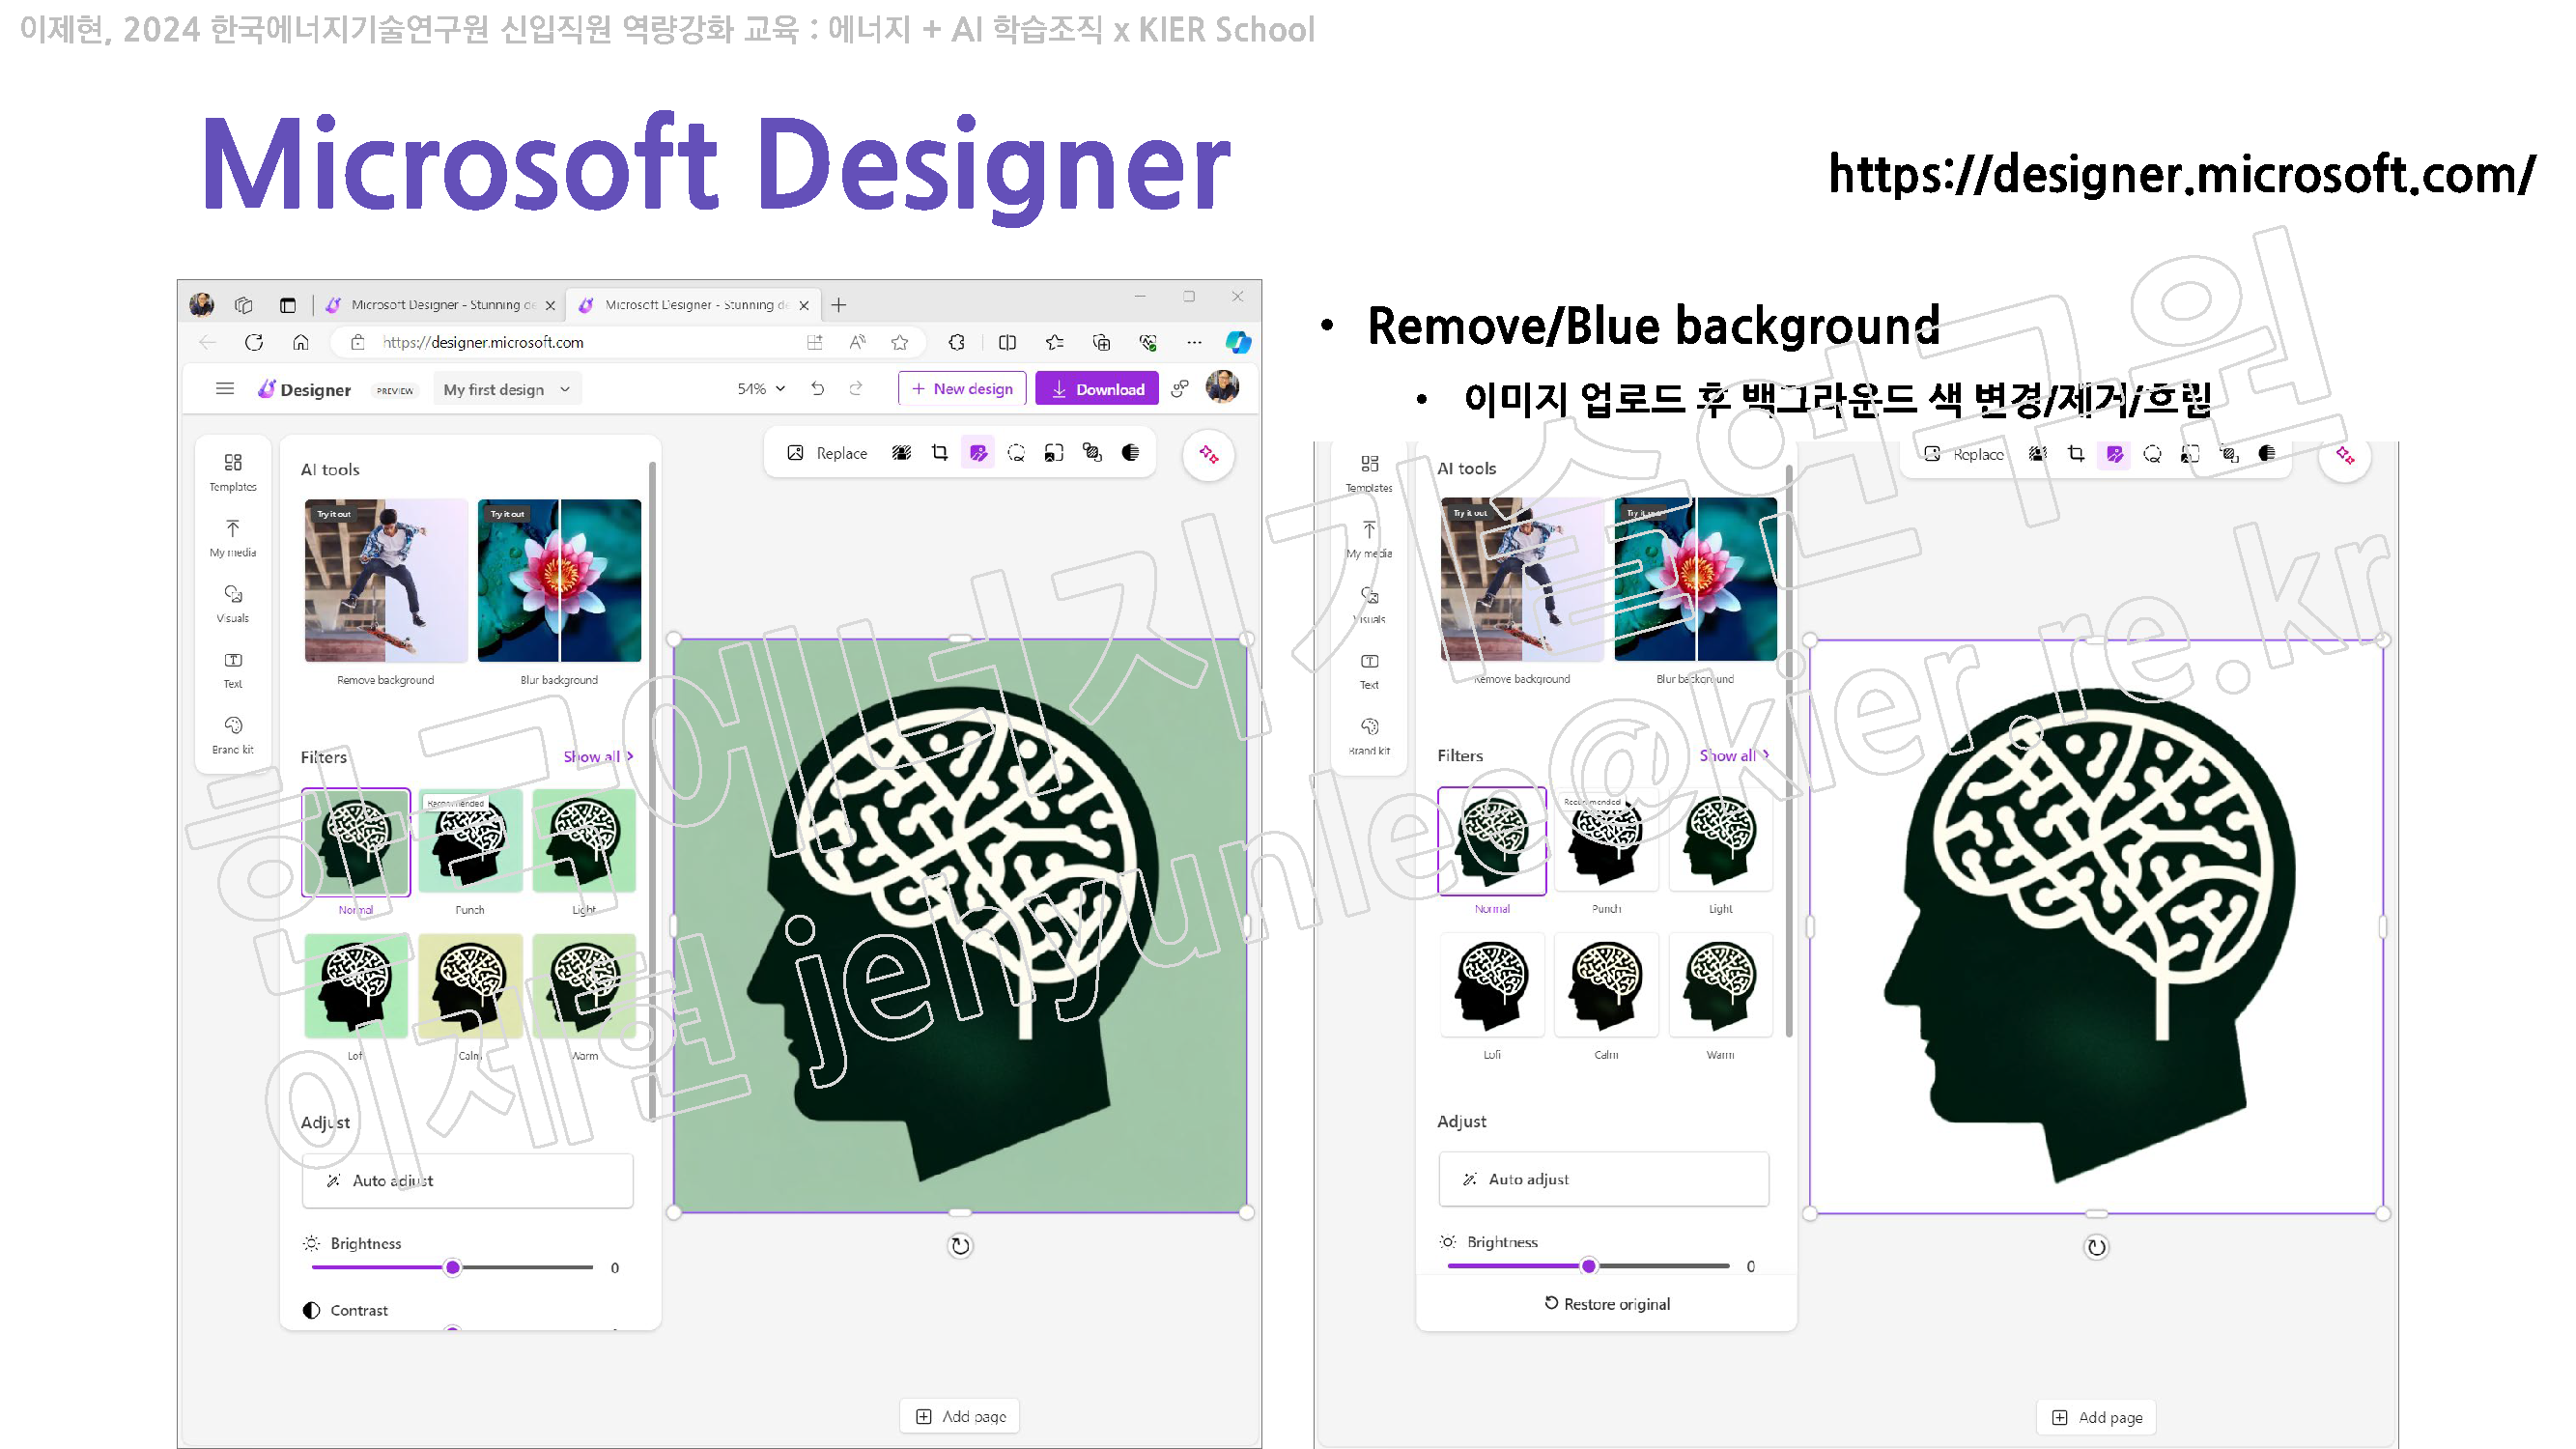 이제현, 2024 한국에너지기술연구원 신입직원 역량강화 교육 : 에너지 + AI 학습조직 x KIER School
Microsoft Designer
https://designer.microsoft.com/
Microsoft Designer - Stunning de
Microsoft Designer - Stunning de
https://designer.microsoft.com
Designer
PREVIEW
My first design
54%
New design
Download
Templates
My media
Visuals
Text
Brand kit
AI tools
Try it out
Try it out
Remove background
Blur background
Replace
Filters
Show all
Recommended
Normal
Punch
Light
Lofi
Calm
Warm
Adjust
Auto adjust
Brightness
0
Contrast
Add page
• Remove/Blue background
• 이미지 업로드 후 백그라운드 색 변경/제거/흐림
Templates
My media
Visuals
Text
Brand kit
AI tools
Try it out
Try it out
Remove background
Blur background
Replace
Filters
Show all
Recommended
Normal
Punch
Light
Lofi
Calm
Warm
Adjust
Auto adjust
Brightness
0
Restore original
Add page
한국에너지기술연구원
이제현 jehyunlee@kier.re.kr